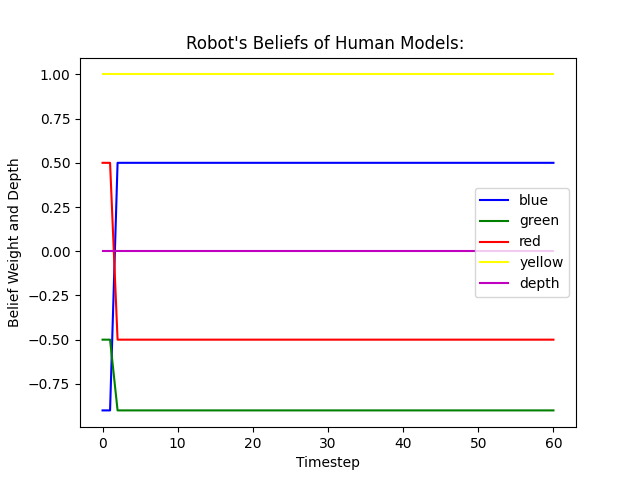 Robot's Beliefs of Human Models:
1.00
0.75
0.50
0.25
0.00
−0.25
−0.50
−0.75
Belief Weight and Depth
blue
green
red
yellow
depth
0 10 20 30 40 50 60
Timestep